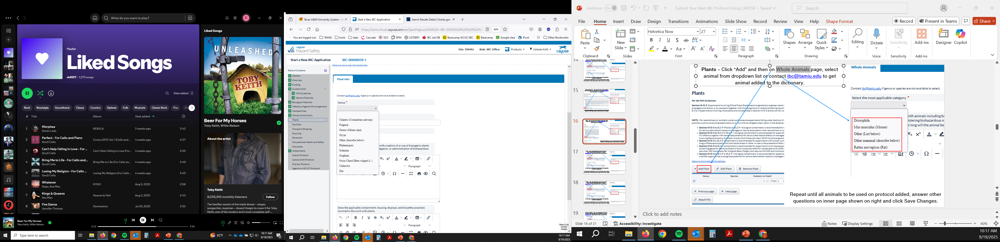 What do you want to play?
C
Playlist
Liked Songs
ck6527 • 1,270 songs
Date added
Rock
Nostalgia
Soundtrack
Classy
Country
Upbeat
Folk
Musicals
Classic Rock
Pop
# Title
Album
Date added
1
Morphea
Green Lads
NEBULA
2 weeks ago
3:42
2
Perfect - For Cello and Piano
GnuS Cello
Covers 2017, Vol. 1 (Cello and ...
4 weeks ago
4:37
3
Can't Help Falling in Love - For ...
GnuS Cello
Can't Help Falling in Love (For...
4 weeks ago
2:55
4
Bring Me to Life - For Cello and...
GnuS Cello
Bring Me to Life (For Cello an...
4 weeks ago
3:49
5
Losing My Religion - For Cello ...
GnuS Cello
Losing My Religion (For Cello ...
4 weeks ago
3:45
6
Whatever
Kygo, Ava Max
KYGO
Aug 5, 2025
2:58
7
Kings & Queens
Ava Max
Heaven & Hell
Aug 2, 2025
2:42
8
Fire Dance
Jennifer Thomas
Illumination
Jul 25, 2025
3:52
Liked Songs
UNLEASHED
TOBY KEITH
Beer For My Horses
Toby Keith, Willie Nelson
About the artist
Toby Keith
8,035,910 monthly listeners
Follow
The familiar maxim of the triple threat — singer,
songwriter, musician — doesn't begin to cover it for Toby
Keith, one of the modern era's most complete self-...
Beer For My Horses
Toby Keith, Willie Nelson
2:12
3:24
Type here to search
82°F
10:17 AM
9/19/2025
Texas A&M University System - In
Start a New IBC Application
Search Results Detail | Grants.gov
https://tamiur4.uat.cayuse.com/esOpenPage.wc?400628~IBC-00000028%20%20%20%2
80%
You are logged out.
TAMIU
tools
stats
Cascade
SSO
SPIN
LISTSERV
IBC risk DB
Basecamp IACUC/IBC
Basecamp
Google class
Pivot
Other Bookmarks
cayuse
Hazard Safety
Site: TAMIU
Role: IBC Office
Products
Celeste Kidd
cayuse
Start a New IBC Application
IBC-00000028 1
Here is a link to the NIH Guidelines.
Table of Contents
Options
Overview
Funding
Nucleic Acids
NIH Guidelines
Vectors/Plasmids
Biological Materials
Infectious Agents/Microorganisms
Nanoparticles
Whole Animal Work
Plants
Facilities
Transport/Shipping
Dual Use
Personnel
Occupational Health and Safety
Assurance
Attachments
Submit Protocol
Cancel Draft Protocol
Preview Protocol
Agents on IACUC Protocols
Plant Info
Contact ibc@tamiu.edu if genus or species are not available to select.
Genus *
Cilantro (Coriandrum sativum)
Fragaria
Onion (Allium cepa)
Oryza
Other (describe below)
Phalaenopsis
Solanum
Sorghum
Swiss Chard (Beta vulgaris L.)
Unknown
Zea
with creation of or use of transgenic plants
agation, or administration of biohazardous
Paragraph
Describe applicable containment, housing, disposal, and biosafety practices
involved in the work with plants.
Paragraph
Resource
Center
badge
10:17 AM
9/19/2025
AutoSave
On
Submit Your Next IBC Protocol Using CAYUSE • Saved
Search
File
Home
Insert
Draw
Design
Transitions
Animations
Slide Show
Record
Review
View
Help
Shape Format
Record
Present in Teams
Share
Paste
Clipboard
New
Slide
Slides
Helvetica Now
27
Font
Paragraph
Shapes
Arrange
Quick
Styles
Drawing
Editing
Dictate
Voice
Sensitivity
Sensitivity
Add-ins
Add-ins
Designer
Copilot
14
15
16
17
18
19
Plants – Click “Add” and then on Whole Animals page, select
animal from dropdown list or contact ibc@tamiu.edu to get
animal added to the dictionary.
Plants
Per the NIH Guidelines:
Here is a link to the NIH Guidelines.
+ Add Plant
Edit Plant
Remove Plant
Genus
Species
Endemic to State?
Page 1
Previous page
Next page
Attach File
Whole Animals
Contact ibc@tamiu.edu if genus or species are not available to select.
Select the most applicable category. *
Drosophila
Mus musculus (Mouse)
Other (List below)
Other mammal (describe below)
Rattus norvegicus (Rat)
Repeat until all animals to be used on protocol added, answer other
questions on inner page shown on right and click Save Changes.
Click to add notes
Slide 16 of 31
Accessibility: Investigate
Notes
Display Settings
40%
10:17 AM
9/19/2025